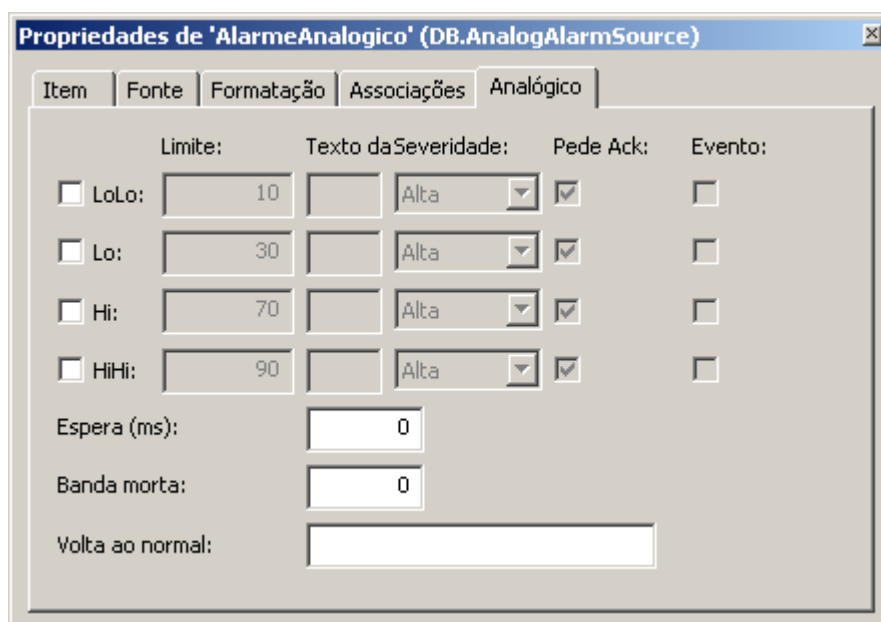 Propriedades de 'AlarmeAnalogico' (DB.AnalogAlarmSource)
Item Fonte Formatação Associações Analógico
Limite: Texto da Severidade: Pede Ack: Evento:
LoLo: 10 Alta
Lo: 30 Alta
Hi: 70 Alta
HiHi: 90 Alta
Espera (ms): 0
Banda morta: 0
Volta ao normal: